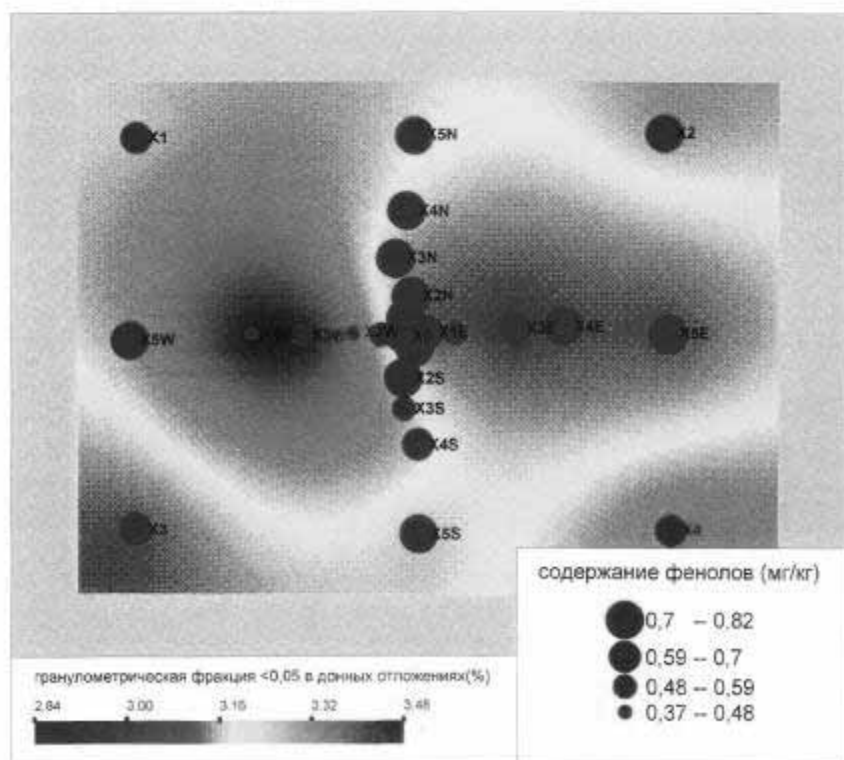 X1
X5N
X2
X4N
X3N
X2N
X5W
X3W
X2W
X1E
X3E
X4E
X5E
X2S
X3S
X4S
X3
X5S
X4
содержание фенолов (мг/кг)
0,7 – 0,82
0,59 – 0,7
0,48 – 0,59
0,37 – 0,48
гранулометрическая фракция <0,05 в донных отложениях(%)
2.84 3.00 3.16 3.32 3.48